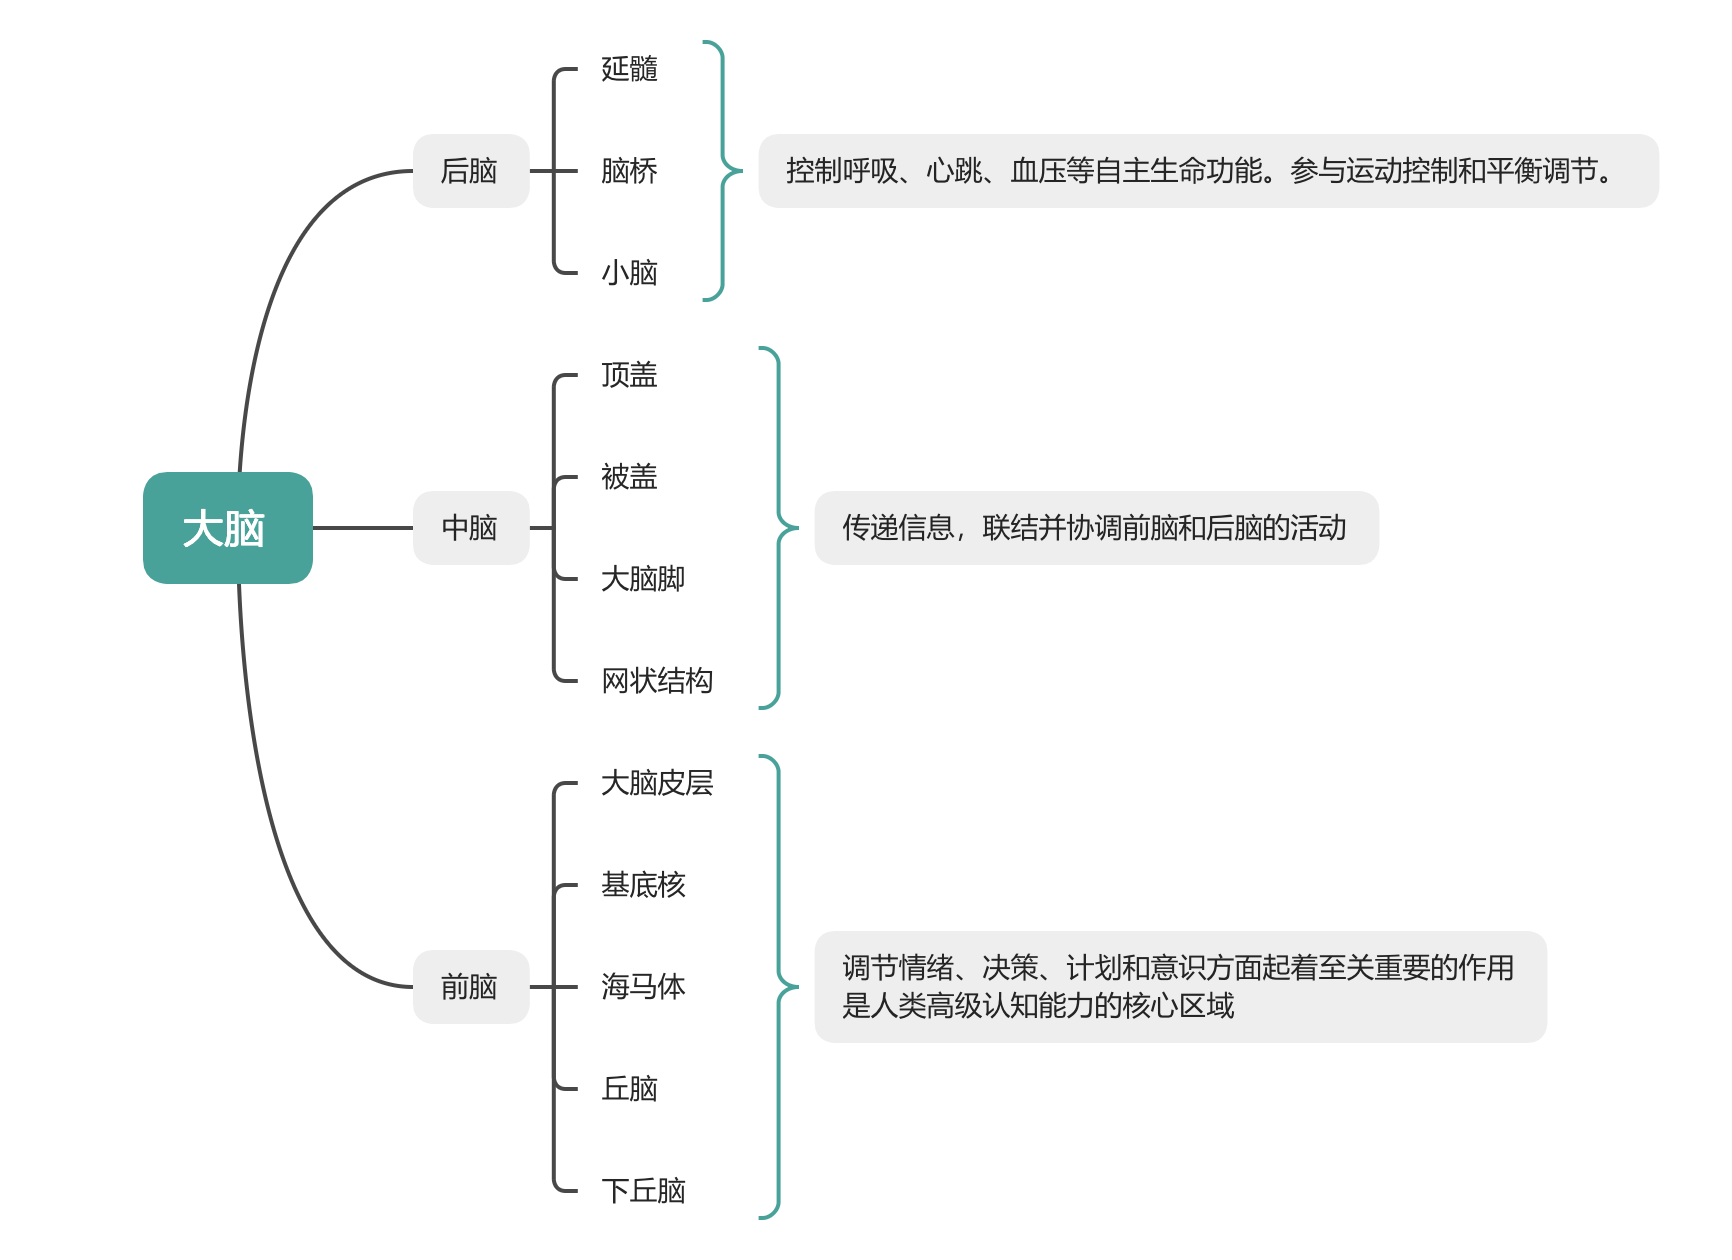 大脑
后脑
延髓
脑桥
小脑
控制呼吸、心跳、血压等自主生命功能。参与运动控制和平衡调节。
中脑
顶盖
被盖
大脑脚
网状结构
传递信息，联结并协调前脑和后脑的活动
前脑
大脑皮层
基底核
海马体
丘脑
下丘脑
调节情绪、决策、计划和意识方面起着至关重要的作用
是人类高级认知能力的核心区域